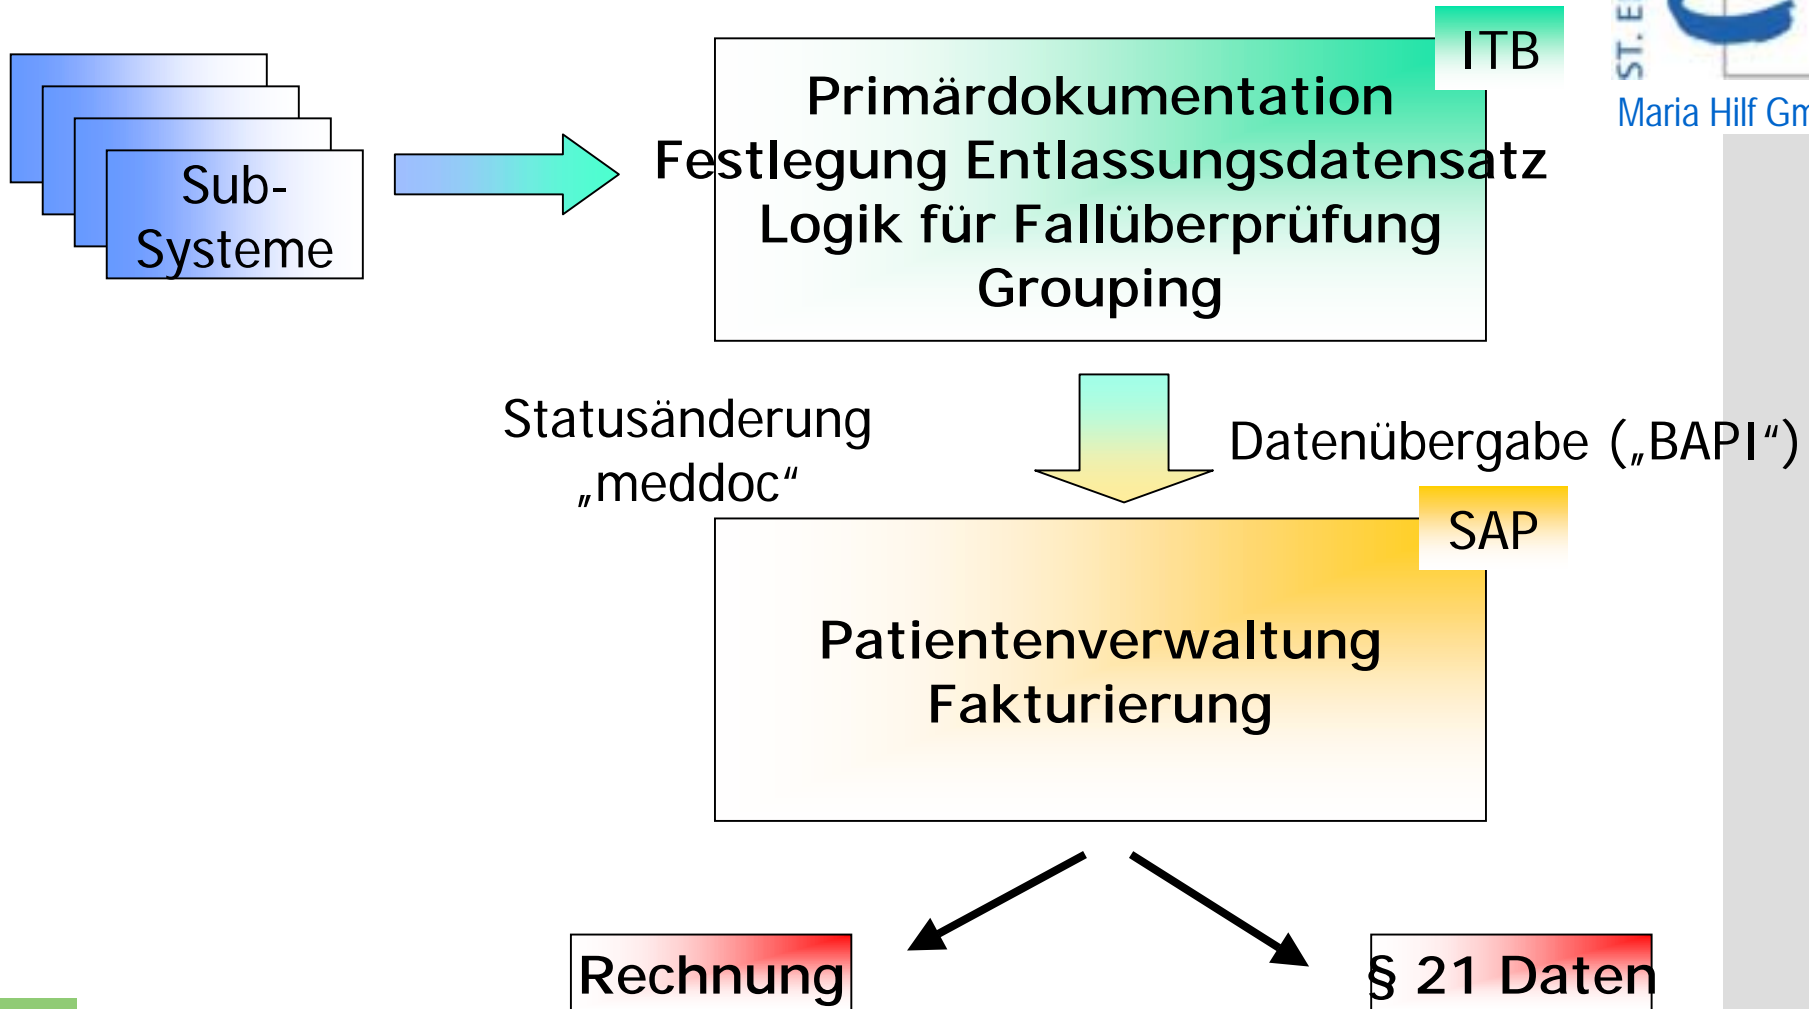 ITB
Primärdokumentation
Festlegung Entlassungsdatensatz
Logik für Fallüberprüfung
Grouping
Sub-
Systeme
ST.
Maria Hilf
Statusänderung
„meddoc“
Datenübergabe („BAPI“)
SAP
Patientenverwaltung
Fakturierung
Rechnung
§ 21 Daten